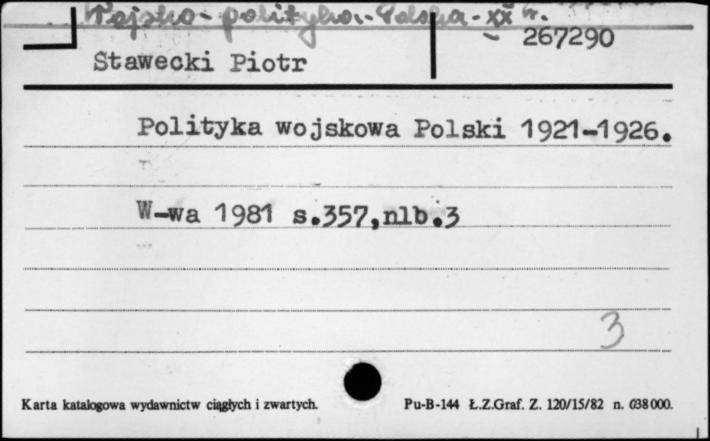 Wojsko - polityka - Polska - XX w.
267290
Stawecki Piotr
Polityka wojskowa Polski 1921-1926.
W-wa 1981 s.357,nlb.3
3
Karta katalogowa wydawnictw ciągłych i zwartych. Pu-B-144 Ł.Z.Graf. Z. 120/15/82 n. 638000.